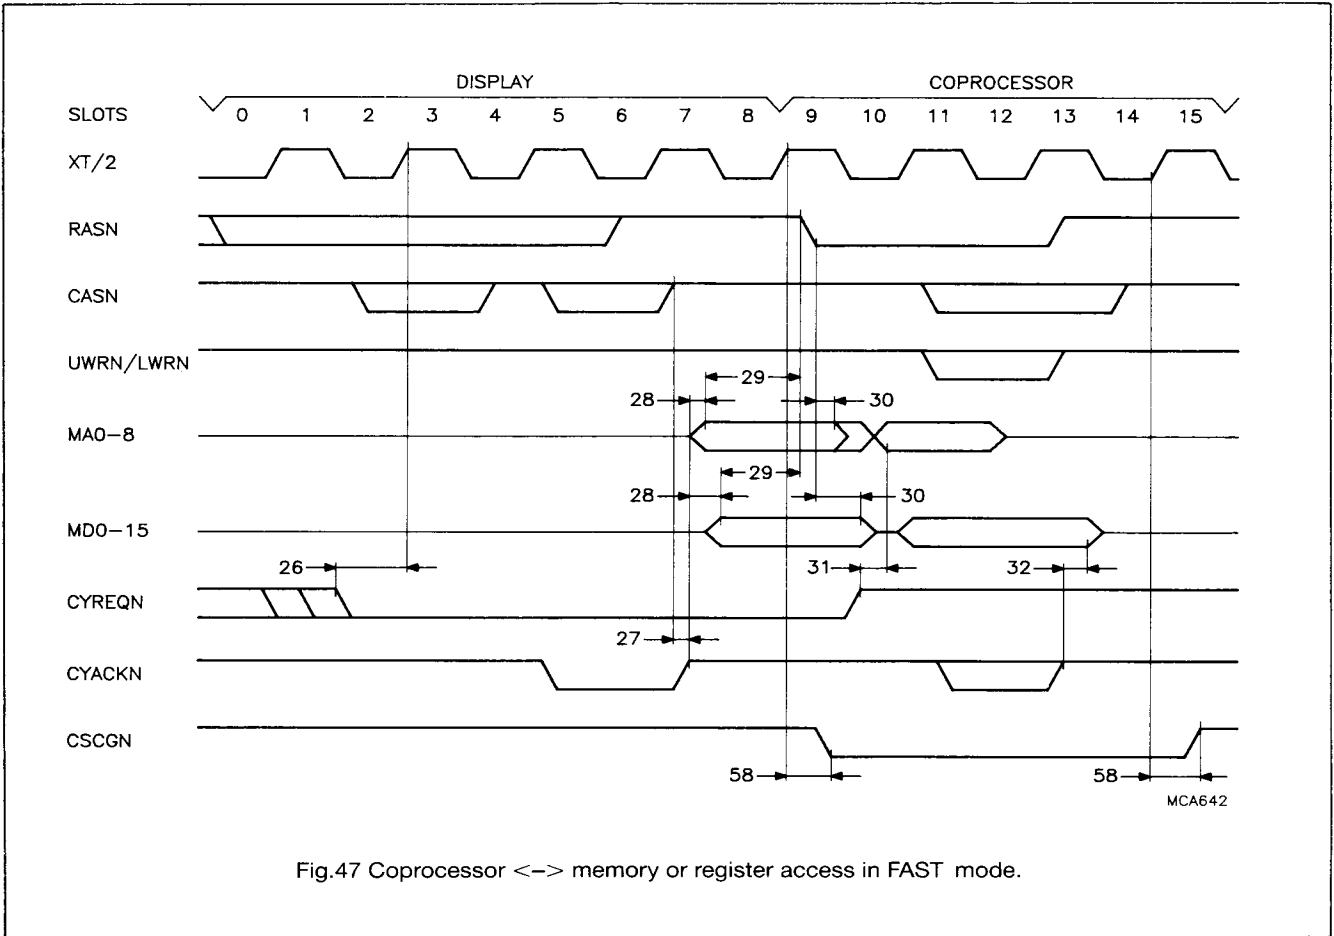 DISPLAY COPROCESSOR
SLOTS 0 1 2 3 4 5 6 7 8 9 10 11 12 13 14 15
XT/2
RASN
CASN
UWRN/LWRN
29
28 30
MA0-8
29
28 30
MD0-15
26 31 32
CYREQN
27
CYACKN
CSCGN
58 58
MCA642
Fig.47 Coprocessor <-> memory or register access in FAST mode.